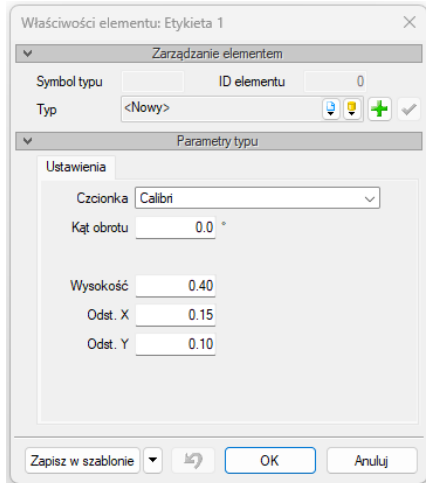 Właściwości elementu: Etykieta 1
Zarządzanie elementem
Symbol typu ID elementu 0
Typ <Nowy>
Parametry typu
Ustawienia
Czcionka Calibri
Kąt obrotu 0.0 °
Wysokość 0.40
Odst. X 0.15
Odst. Y 0.10
Zapisz w szablonie OK Anuluj